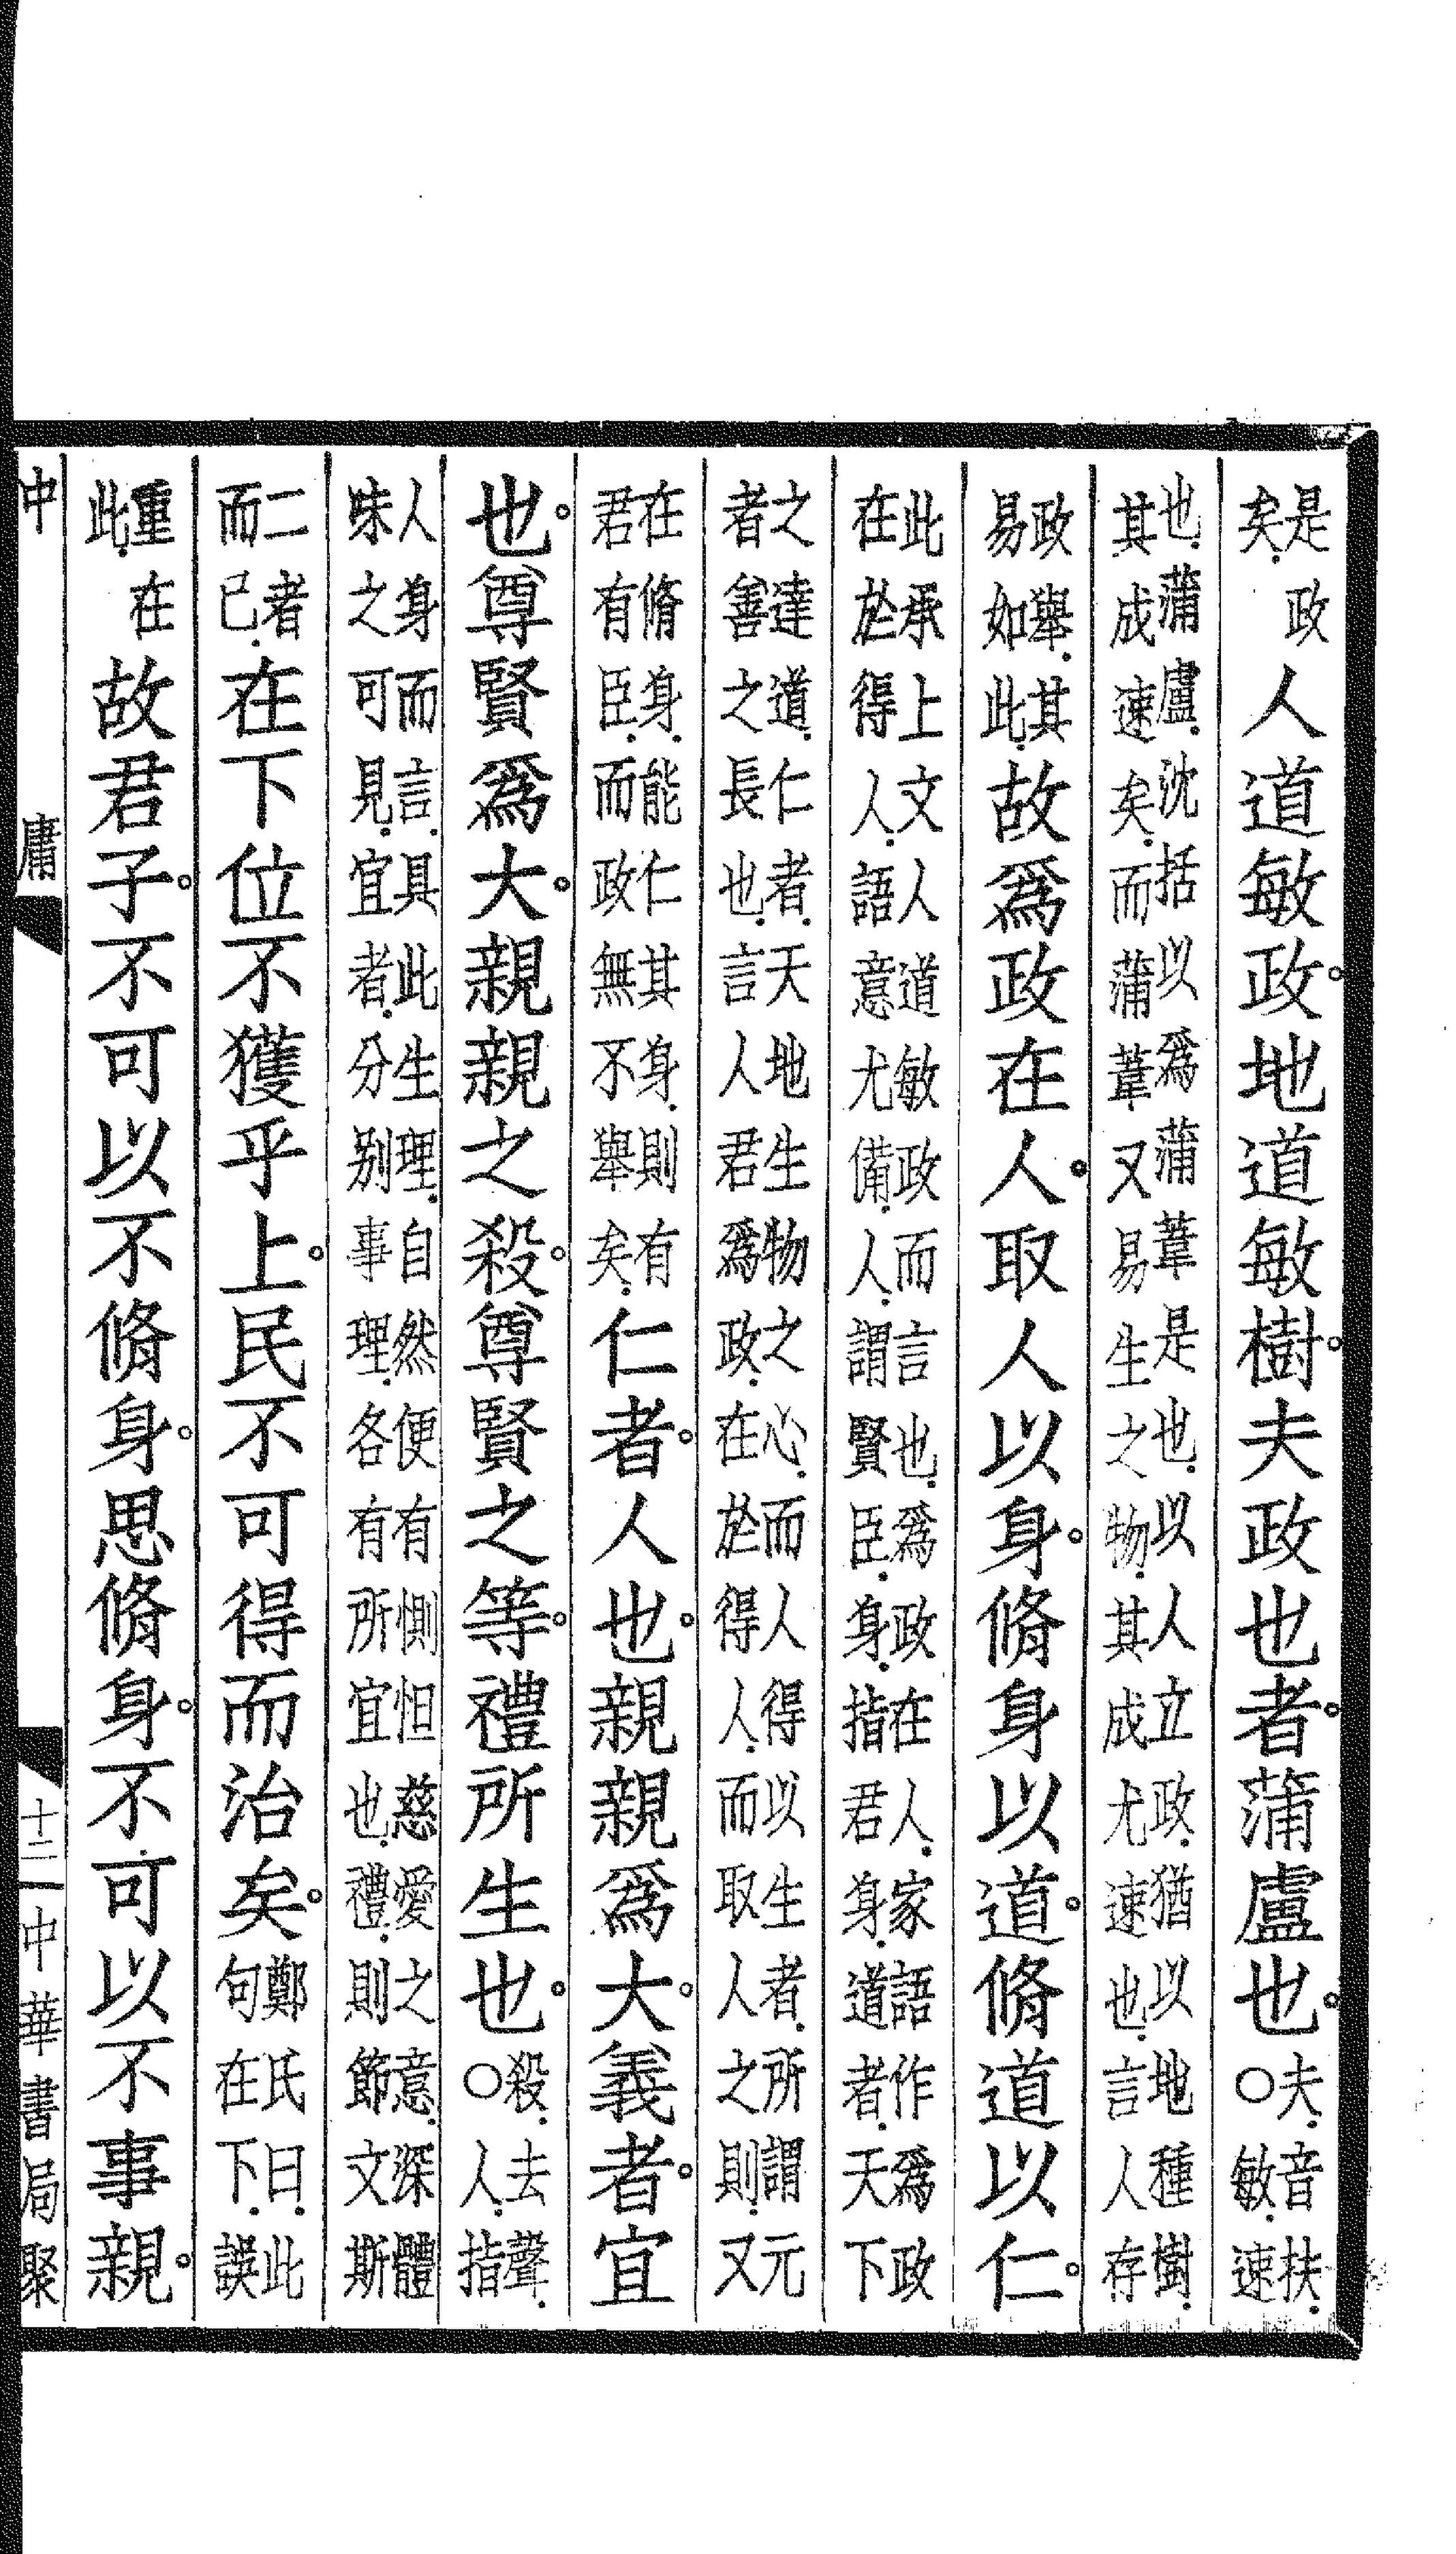 是政矣。人道敏政。地道敏樹。夫政也者。蒲盧也。夫。音扶。○敏。速
也。蒲盧。沈括以爲蒲葦是也。以人立政。猶以地種樹。其成速矣。而蒲葦又易生之物。其成尤速也。言人存
政舉。其易如此。故爲政在人。取人以身。脩身以道。脩道以仁。
此承上文人道敏政而言也。爲政在人。家語作爲政在於得人。語意尤備。人。謂賢臣。身。指君身。道者。天下
之達道。仁者。天地生物之心。而人得以生者。所謂元者善之長也。言人君爲政。在於得人。而取人之則。又
在脩身。能仁其身。則有君有臣。而政無不舉矣。仁者。人也。親親爲大。義者。宜
也。尊賢爲大。親親之殺。尊賢之等。禮所生也。殺。去聲。○人。指
人身而言。具此生理。自然便有惻怛慈愛之意。深體味之可見。宜者。分別事理。各有所宜也。禮。則節文斯
二者而已。在下位不獲乎上。民不可得而治矣。鄭氏曰。此句在下。誤
重在此。故君子。不可以不脩身。思脩身。不可以不事親。
中庸 十二 中華書局聚